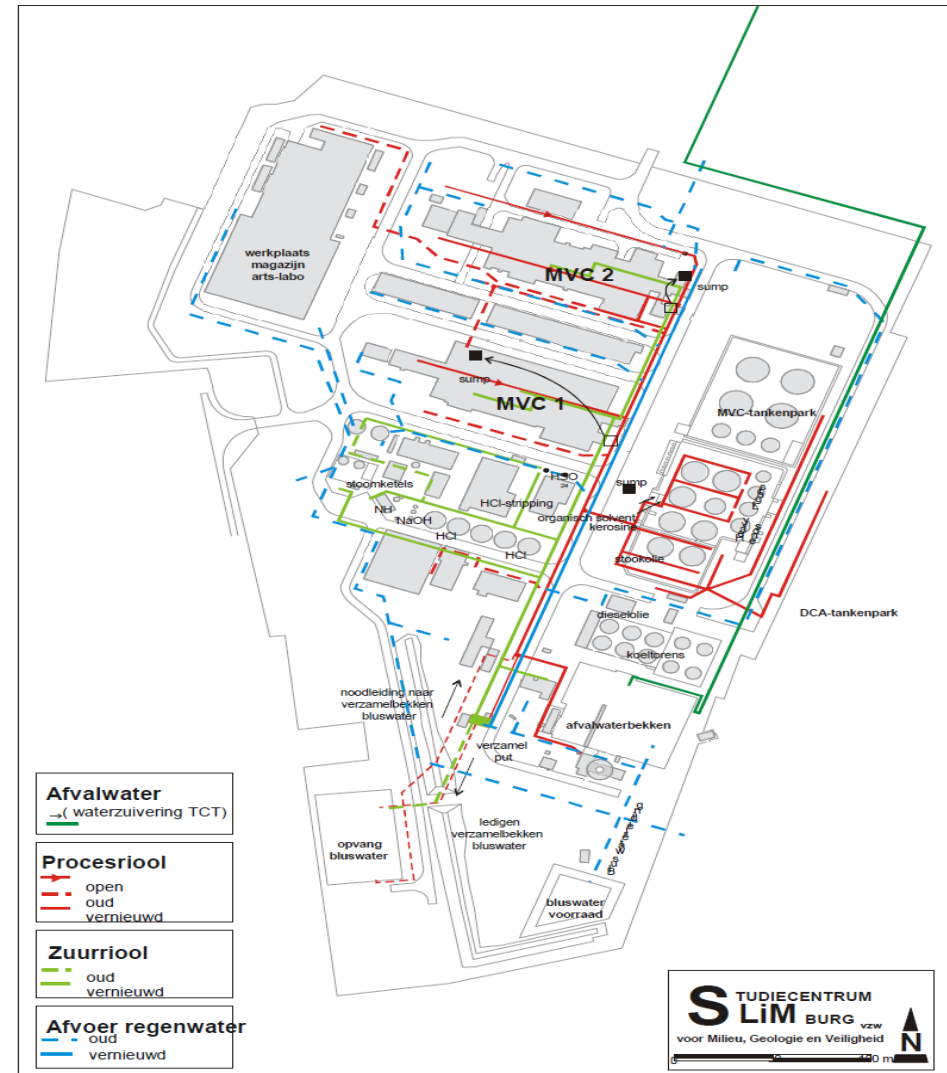 werkplaats
magazijn
arts-labo
MVC 2
sump
sump
MVC 1
MVC-tankenpark
stoomketels
NH
NaOH
HCl
HCl
HCl-stripping
sump
organisch solvent
kerosine
stookolie
dieselolie
DCA-tankenpark
koeltorens
noodleiding naar
verzamelbekken
bluswater
afvalwaterbekken
verzamel
put
ledigen
verzamelbekken
bluswater
opvang
bluswater
bluswater
voorraad
Afvalwater
→( waterzuivering TCT)
Procesriool
open
oud
vernieuwd
Zuurriool
oud
vernieuwd
Afvoer regenwater
oud
vernieuwd
STUDIECENTRUM
LiMBURG vzw
voor Milieu, Geologie en Veiligheid
N
0
100 m